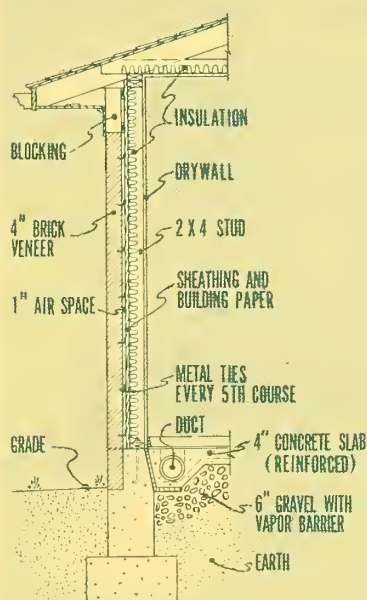 INSULATION
BLOCKING
DRYWALL
4" BRICK
VENEER
2 X 4 STUD
1" AIR SPACE
SHEATHING AND
BUILDING PAPER
METAL TIES
EVERY 5TH COURSE
DUCT
GRADE
4" CONCRETE SLAB
(REINFORCED)
6" GRAVEL WITH
VAPOR BARRIER
EARTH